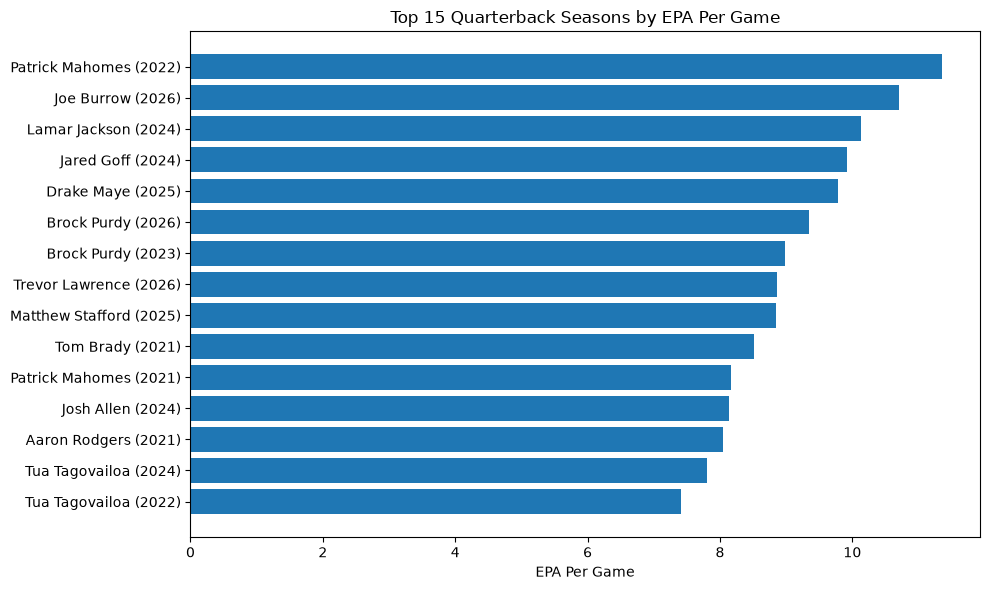 Top 15 Quarterback Seasons by EPA Per Game
Patrick Mahomes (2022)
Joe Burrow (2026)
Lamar Jackson (2024)
Jared Goff (2024)
Drake Maye (2025)
Brock Purdy (2026)
Brock Purdy (2023)
Trevor Lawrence (2026)
Matthew Stafford (2025)
Tom Brady (2021)
Patrick Mahomes (2021)
Josh Allen (2024)
Aaron Rodgers (2021)
Tua Tagovailoa (2024)
Tua Tagovailoa (2022)
0 2 4 6 8 10
EPA Per Game